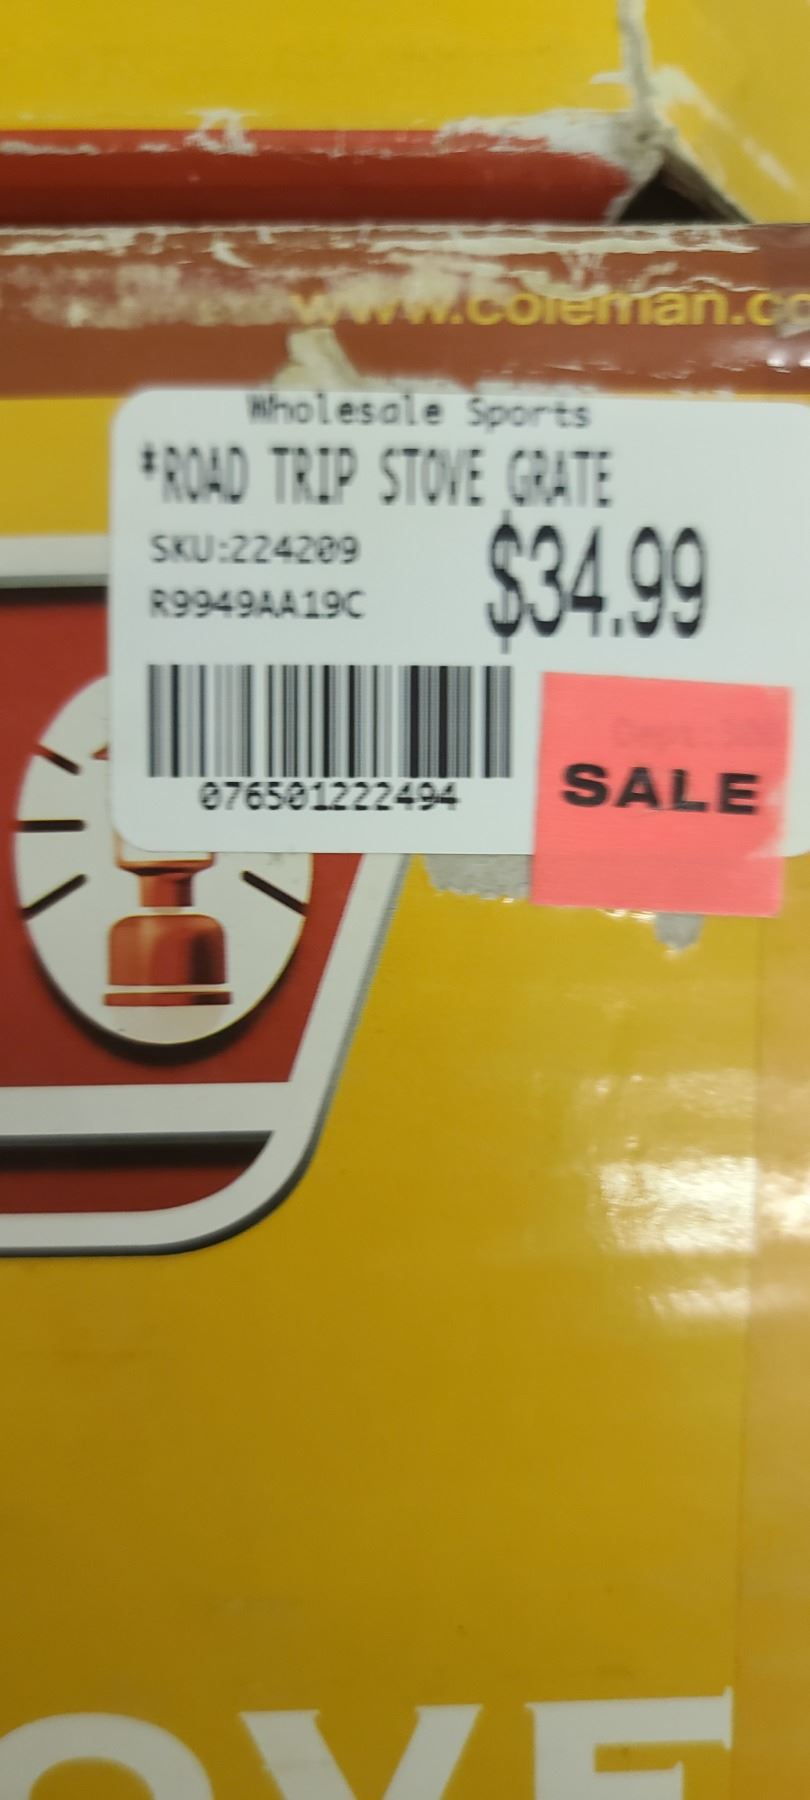 www.coleman.co
Wholesale Sports
*ROAD TRIP STOVE GRATE
SKU:224209
$34.99
R9949AA19C
076501222494
SALE
OVE